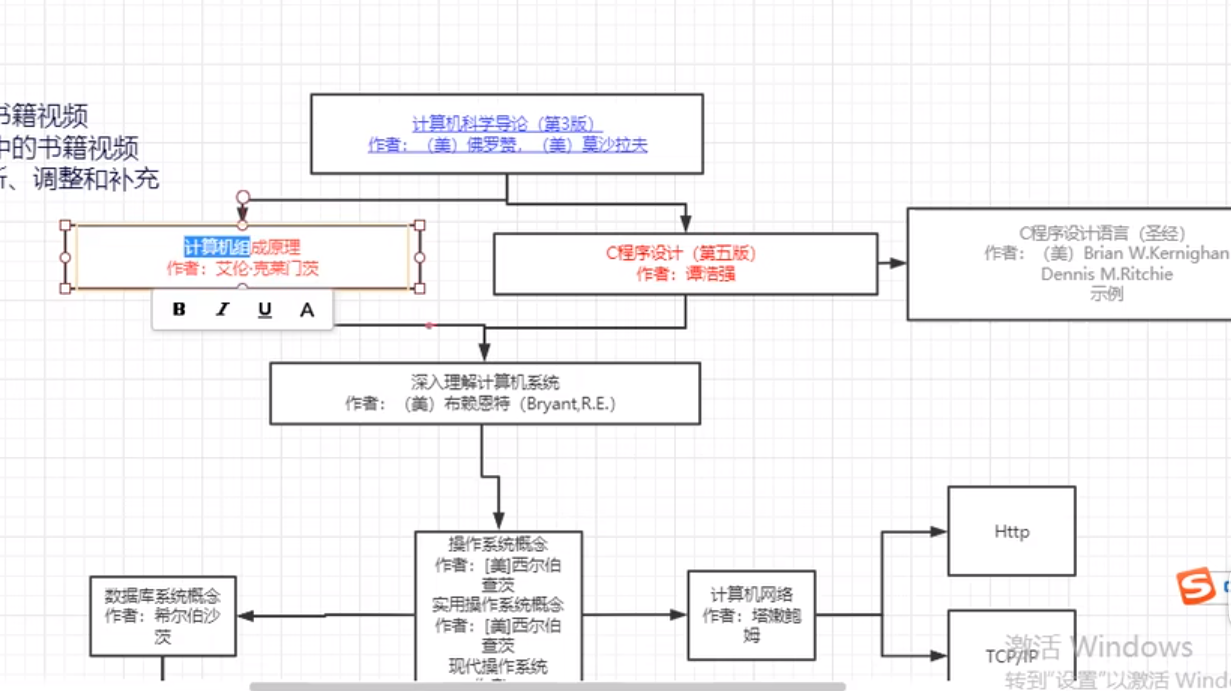 书籍视频
中的书籍视频
新、调整和补充
计算机科学导论（第3版）
作者：（美）佛罗赞，（美）莫沙拉夫
计算机组成原理
作者：艾伦·克莱门茨
C程序设计（第五版）
作者：谭浩强
C程序设计语言（圣经）
作者：（美）Brian W.Kernighan
Dennis M.Ritchie
示例
B I U A
深入理解计算机系统
作者：（美）布赖恩特（Bryant,R.E.）
操作系统概念
作者：[美]西尔伯
查茨
实用操作系统概念
作者：[美]西尔伯
查茨
现代操作系统
数据库系统概念
作者：希尔伯沙
茨
计算机网络
作者：塔嫩鲍
姆
Http
TCP/IP
激活 Windows
转到"设置"以激活 Wind